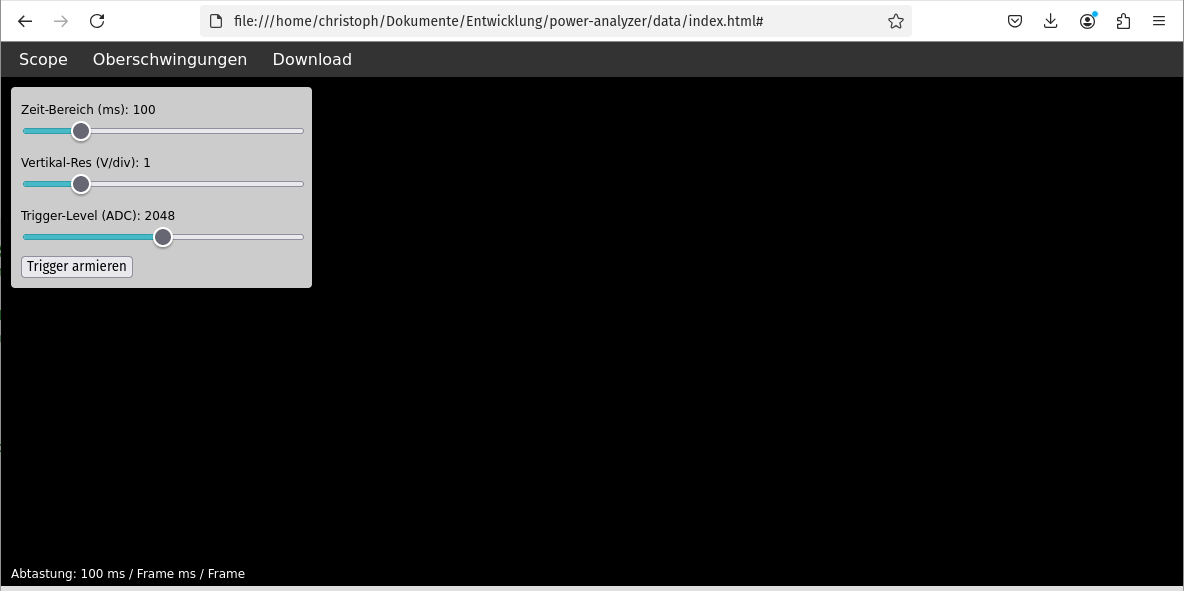 file:///home/christoph/Dokumente/Entwicklung/power-analyzer/data/index.html#
Scope Oberschwingungen Download
Zeit-Bereich (ms): 100
Vertikal-Res (V/div): 1
Trigger-Level (ADC): 2048
Trigger armieren
Abtastung: 100 ms / Frame ms / Frame